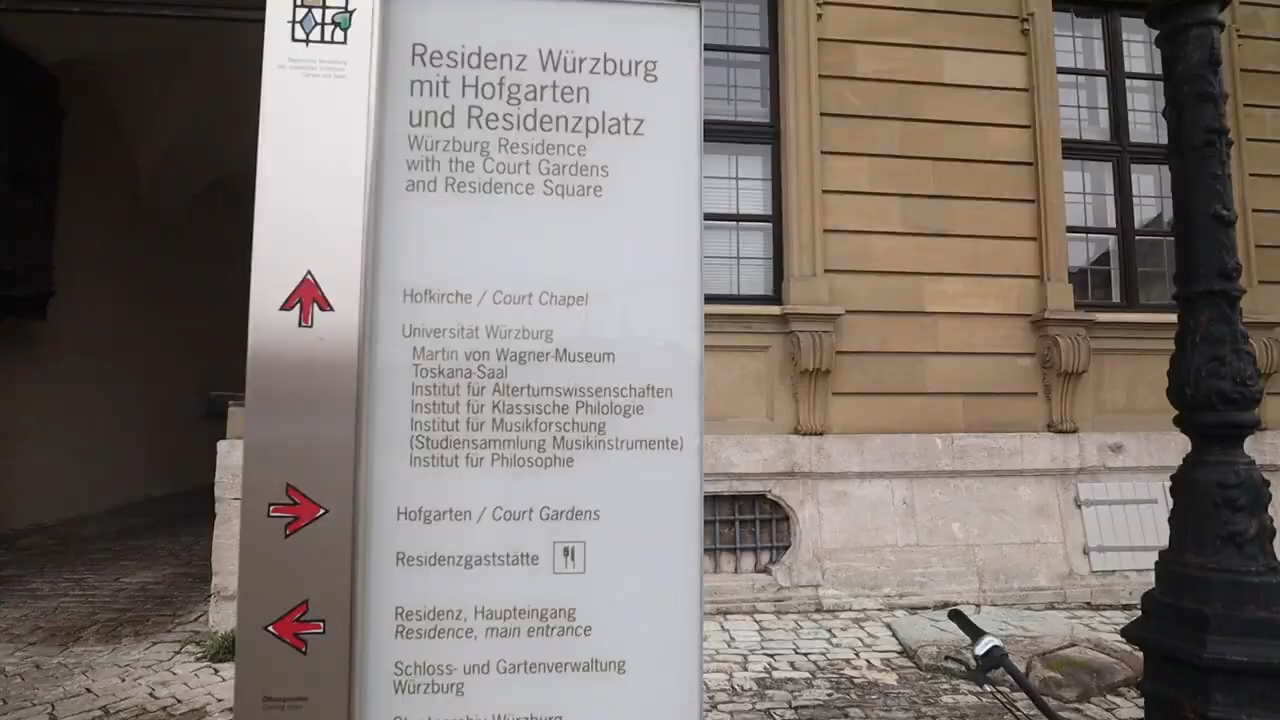 Residenz Würzburg
mit Hofgarten
und Residenzplatz
Würzburg Residence
with the Court Gardens
and Residence Square
Hofkirche / Court Chapel
Universität Würzburg
Martin von Wagner-Museum
Toskana-Saal
Institut für Altertumswissenschaften
Institut für Klassische Philologie
Institut für Musikforschung
(Studiensammlung Musikinstrumente)
Institut für Philosophie
Hofgarten / Court Gardens
Residenzgaststätte
Residenz, Haupteingang
Residence, main entrance
Schloss- und Gartenverwaltung
Würzburg
Staatsarchiv Würzburg